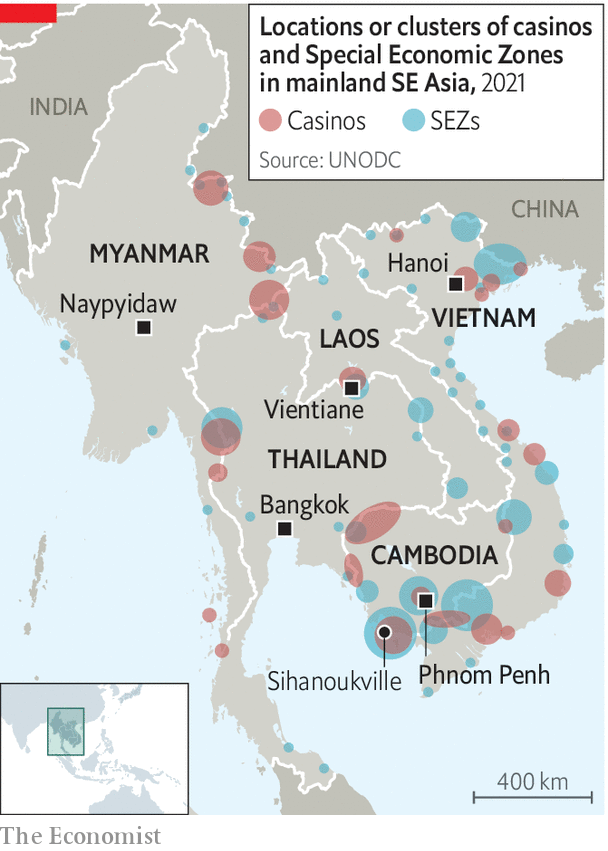 Locations or clusters of casinos
and Special Economic Zones
in mainland SE Asia, 2021
Casinos
SEZs
Source: UNODC
INDIA
CHINA
MYANMAR
Hanoi
Naypyidaw
VIETNAM
LAOS
Vientiane
THAILAND
Bangkok
CAMBODIA
Sihanoukville
Phnom Penh
400 km
The Economist